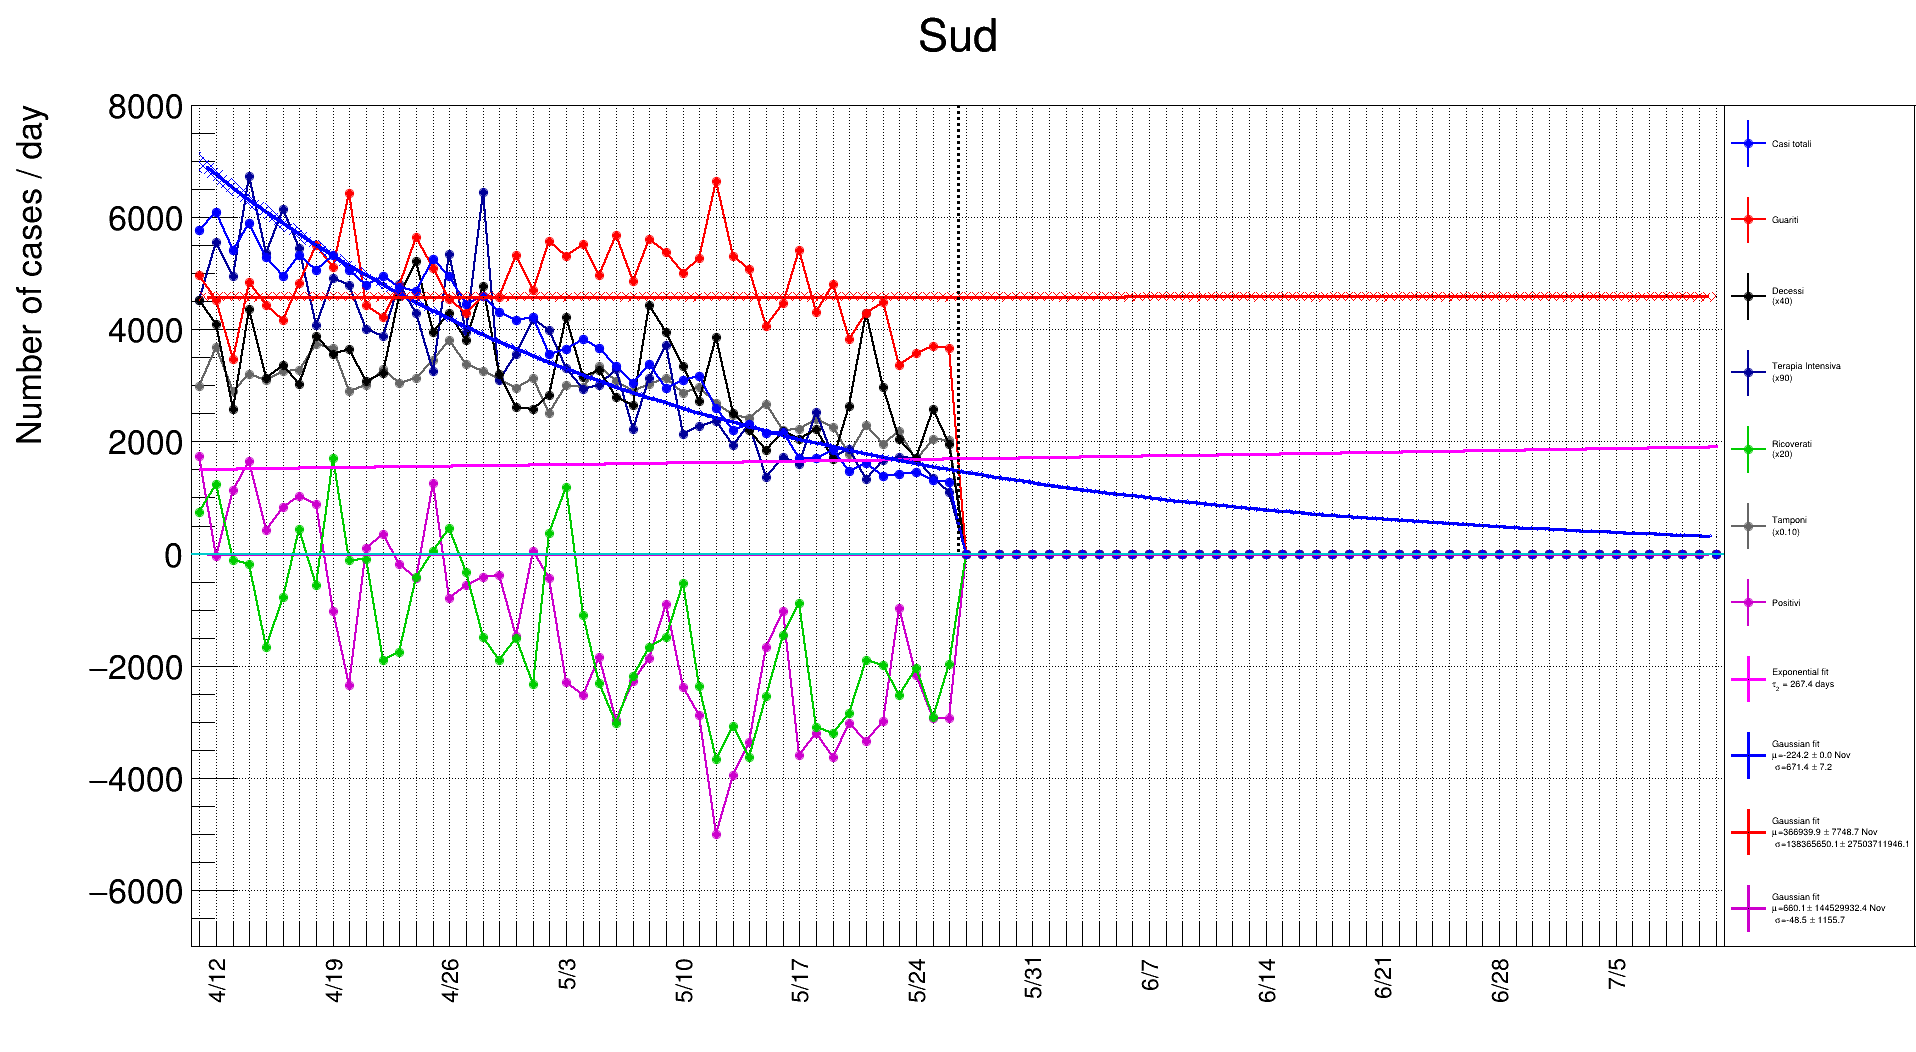 Sud
Number of cases / day
8000
6000
4000
2000
0
−2000
−4000
−6000
4/12
4/19
4/26
5/3
5/10
5/17
5/24
5/31
6/7
6/14
6/21
6/28
7/5
Casi totali
Guariti
Decessi
(x40)
Terapia Intensiva
(x90)
Ricoverati
(x20)
Tamponi
(x0.10)
Positivi
Exponential fit
τ₂ = 267.4 days
Gaussian fit
μ=-224.2 ± 0.0 Nov
σ=671.4 ± 7.2
Gaussian fit
μ=366939.9 ± 7748.7 Nov
σ=138365650.1± 27503711946.1
Gaussian fit
μ=660.1± 144529932.4 Nov
σ=-48.5 ± 1155.7